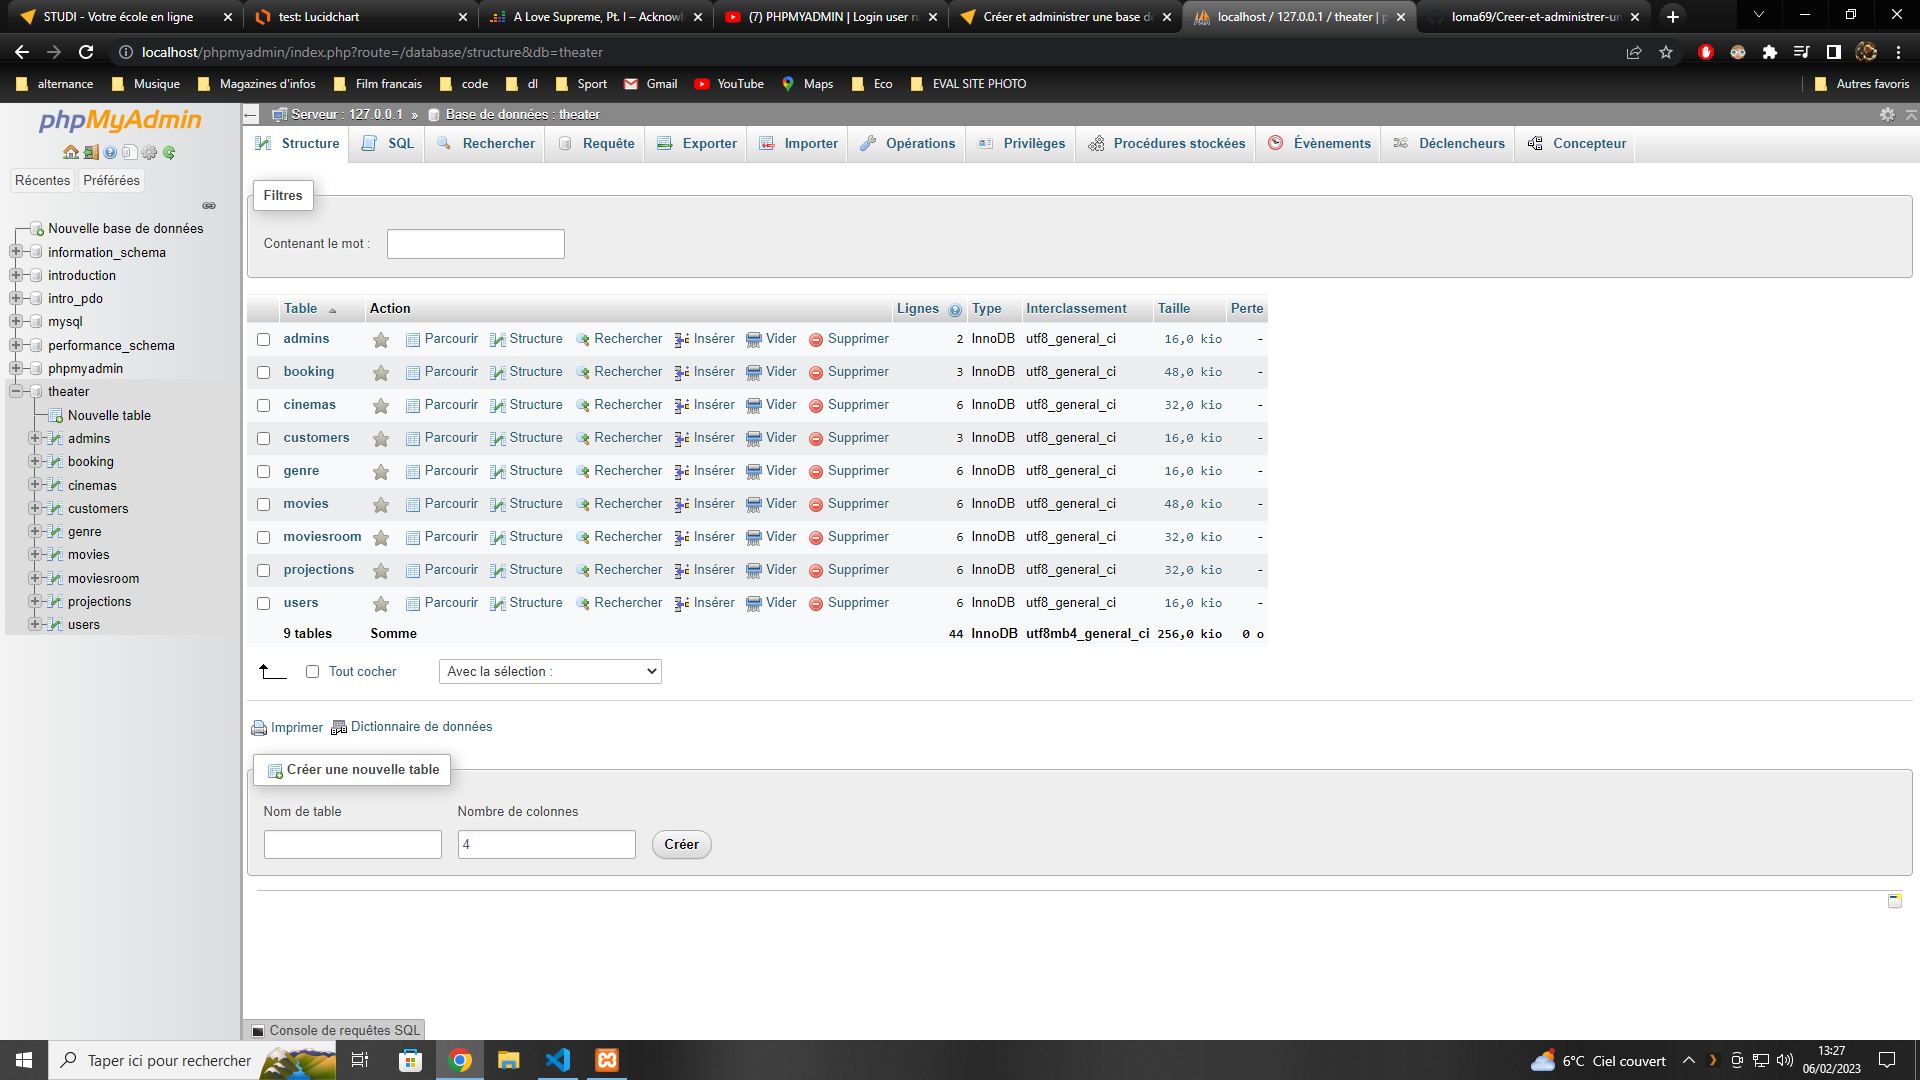 STUDI - Votre école en ligne
test: Lucidchart
A Love Supreme, Pt. I – Acknowl
(7) PHPMYADMIN | Login user n
Créer et administrer une base de
localhost / 127.0.0.1 / theater | p
loma69/Creer-et-administrer-un
localhost/phpmyadmin/index.php?route=/database/structure&db=theater
alternance Musique Magazines d'infos Film francais code dl Sport Gmail YouTube Maps Eco EVAL SITE PHOTO Autres favoris
phpMyAdmin
Récentes Préférées
Nouvelle base de données
information_schema
introduction
intro_pdo
mysql
performance_schema
phpmyadmin
theater
Nouvelle table
admins
booking
cinemas
customers
genre
movies
moviesroom
projections
users
Serveur : 127.0.0.1 » Base de données : theater
Structure SQL Rechercher Requête Exporter Importer Opérations Privilèges Procédures stockées Évènements Déclencheurs Concepteur
Filtres
Contenant le mot :
Table Action Lignes Type Interclassement Taille Perte
admins Parcourir Structure Rechercher Insérer Vider Supprimer 2 InnoDB utf8_general_ci 16,0 kio -
booking Parcourir Structure Rechercher Insérer Vider Supprimer 3 InnoDB utf8_general_ci 48,0 kio -
cinemas Parcourir Structure Rechercher Insérer Vider Supprimer 6 InnoDB utf8_general_ci 32,0 kio -
customers Parcourir Structure Rechercher Insérer Vider Supprimer 3 InnoDB utf8_general_ci 16,0 kio -
genre Parcourir Structure Rechercher Insérer Vider Supprimer 6 InnoDB utf8_general_ci 16,0 kio -
movies Parcourir Structure Rechercher Insérer Vider Supprimer 6 InnoDB utf8_general_ci 48,0 kio -
moviesroom Parcourir Structure Rechercher Insérer Vider Supprimer 6 InnoDB utf8_general_ci 32,0 kio -
projections Parcourir Structure Rechercher Insérer Vider Supprimer 6 InnoDB utf8_general_ci 32,0 kio -
users Parcourir Structure Rechercher Insérer Vider Supprimer 6 InnoDB utf8_general_ci 16,0 kio -
9 tables Somme 44 InnoDB utf8mb4_general_ci 256,0 kio 0 o
Tout cocher Avec la sélection :
Imprimer Dictionnaire de données
Créer une nouvelle table
Nom de table Nombre de colonnes
4 Créer
Console de requêtes SQL
Taper ici pour rechercher
6°C Ciel couvert
13:27
06/02/2023